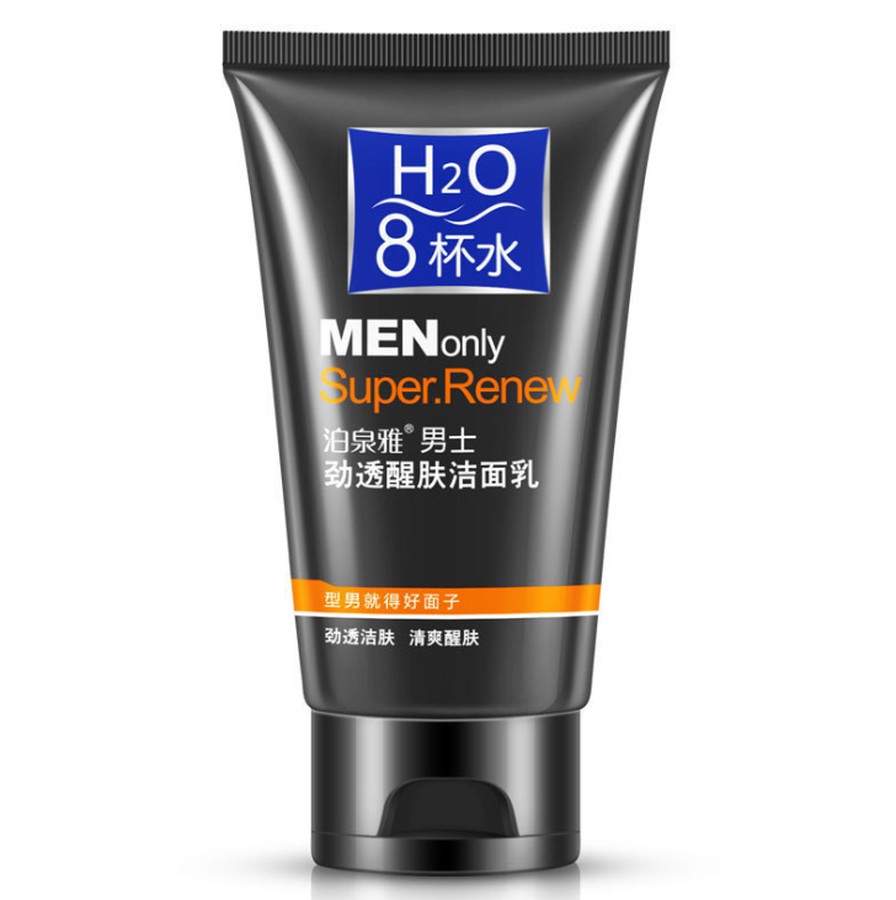 H2O
8杯水
MENonly
Super.Renew
泊泉雅® 男士
劲透醒肤洁面乳
型男就得好面子
劲透洁肤 清爽醒肤